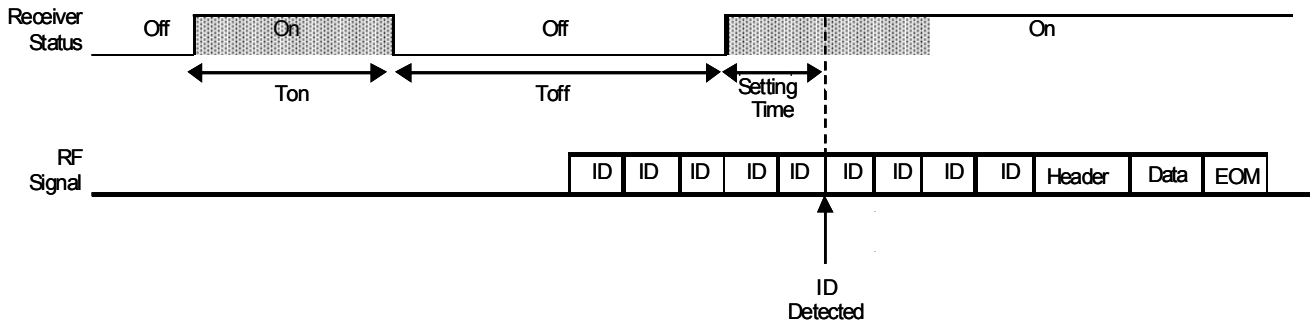 Receiver
Status
Off
On
Off
On
Ton
Toff
Setting
Time
RF
Signal
ID ID ID ID ID ID ID ID ID Header Data EOM
ID
Detected